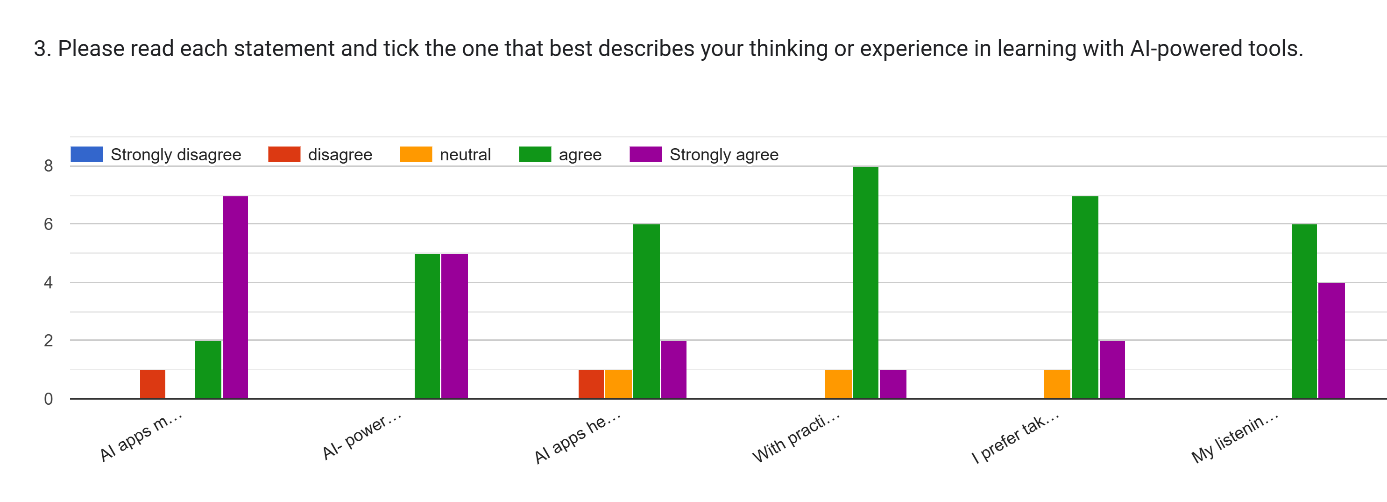 3. Please read each statement and tick the one that best describes your thinking or experience in learning with AI-powered tools.
Strongly disagree disagree neutral agree Strongly agree
8
6
4
2
0
AI apps m...
AI- power...
AI apps he...
With practi...
I prefer tak...
My listenin...